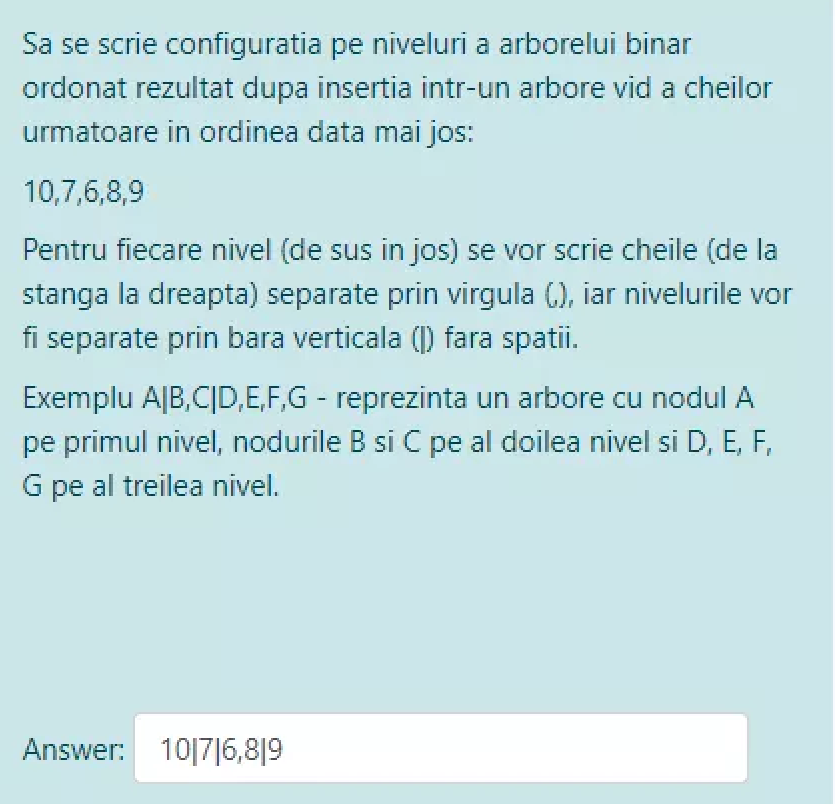 Sa se scrie configuratia pe niveluri a arborelui binar
ordonat rezultat dupa insertia intr-un arbore vid a cheilor
urmatoare in ordinea data mai jos:
10,7,6,8,9
Pentru fiecare nivel (de sus in jos) se vor scrie cheile (de la
stanga la dreapta) separate prin virgula (,), iar nivelurile vor
fi separate prin bara verticala (|) fara spatii.
Exemplu A|B,C|D,E,F,G - reprezinta un arbore cu nodul A
pe primul nivel, nodurile B si C pe al doilea nivel si D, E, F,
G pe al treilea nivel.
Answer: 10|7|6,8|9